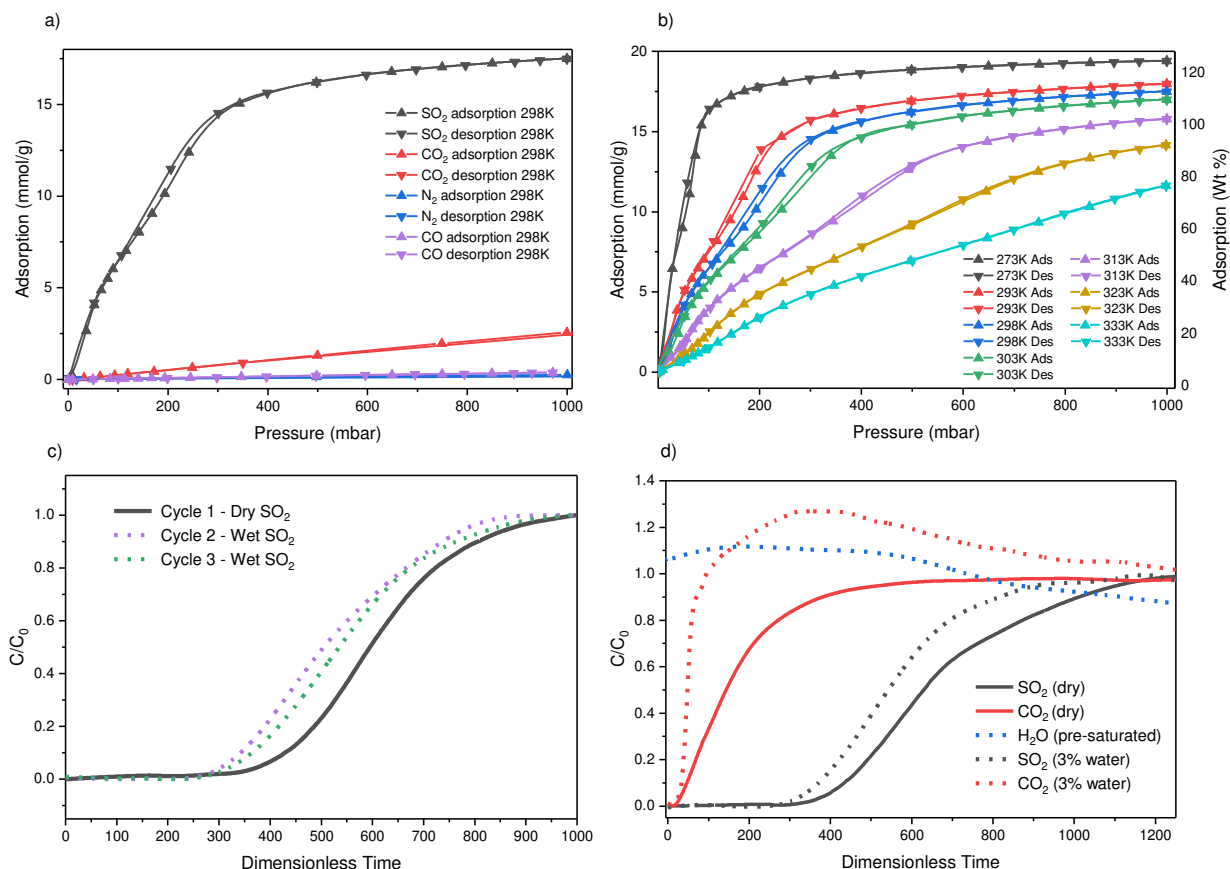 a)
Adsorption (mmol/g)
15
10
5
0
0
200
400
600
800
1000
Pressure (mbar)
SO₂ adsorption 298K
SO₂ desorption 298K
CO₂ adsorption 298K
CO₂ desorption 298K
N₂ adsorption 298K
N₂ desorption 298K
CO adsorption 298K
CO desorption 298K
b)
Adsorption (mmol/g)
20
15
10
5
0
200
400
600
800
1000
Pressure (mbar)
Adsorption (Wt %)
120
100
80
60
40
20
0
273K Ads
273K Des
293K Ads
293K Des
298K Ads
298K Des
303K Ads
303K Des
313K Ads
313K Des
323K Ads
323K Des
333K Ads
333K Des
c)
C/C₀
1.0
0.8
0.6
0.4
0.2
0.0
0
100
200
300
400
500
600
700
800
900
1000
Dimensionless Time
Cycle 1 - Dry SO₂
Cycle 2 - Wet SO₂
Cycle 3 - Wet SO₂
d)
C/C₀
1.4
1.2
1.0
0.8
0.6
0.4
0.2
0.0
0
200
400
600
800
1000
1200
Dimensionless Time
SO₂ (dry)
CO₂ (dry)
H₂O (pre-saturated)
SO₂ (3% water)
CO₂ (3% water)